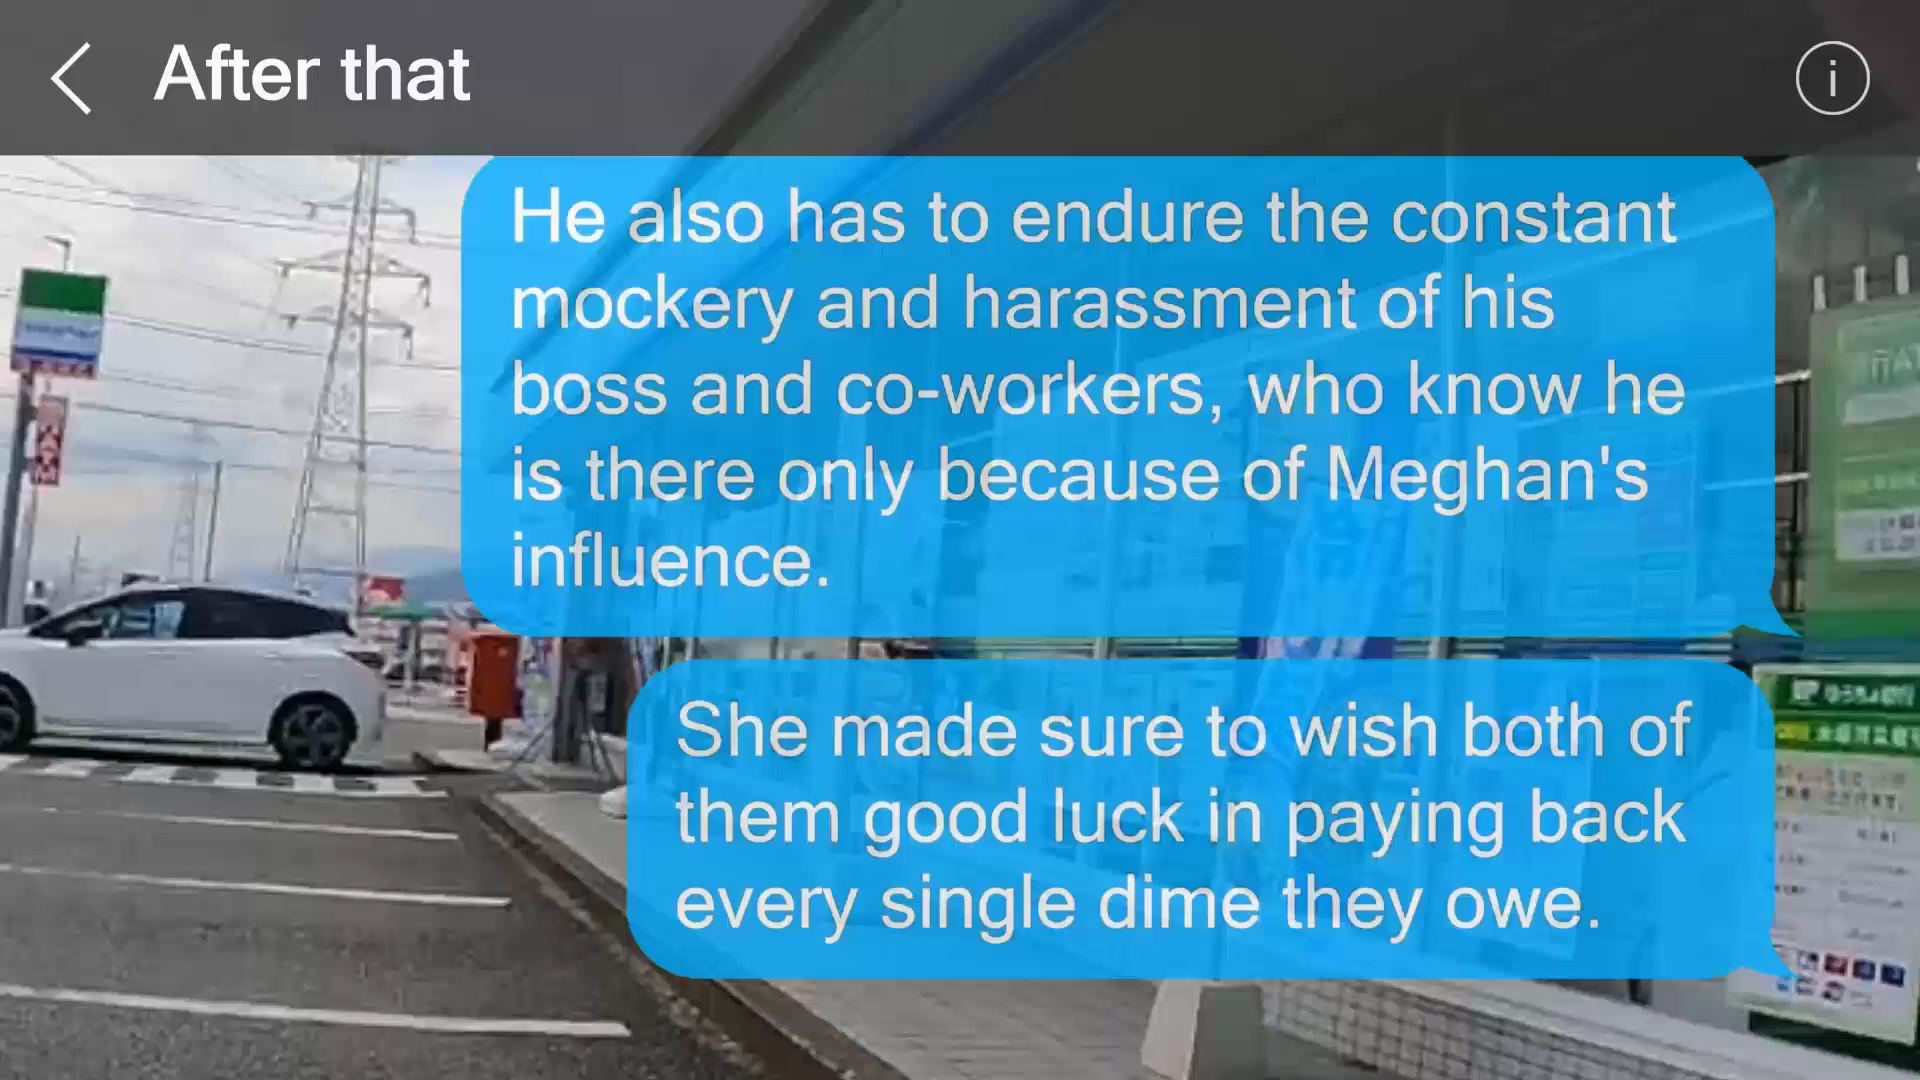 After that
He also has to endure the constant
mockery and harassment of his
boss and co-workers, who know he
is there only because of Meghan's
influence.
She made sure to wish both of
them good luck in paying back
every single dime they owe.